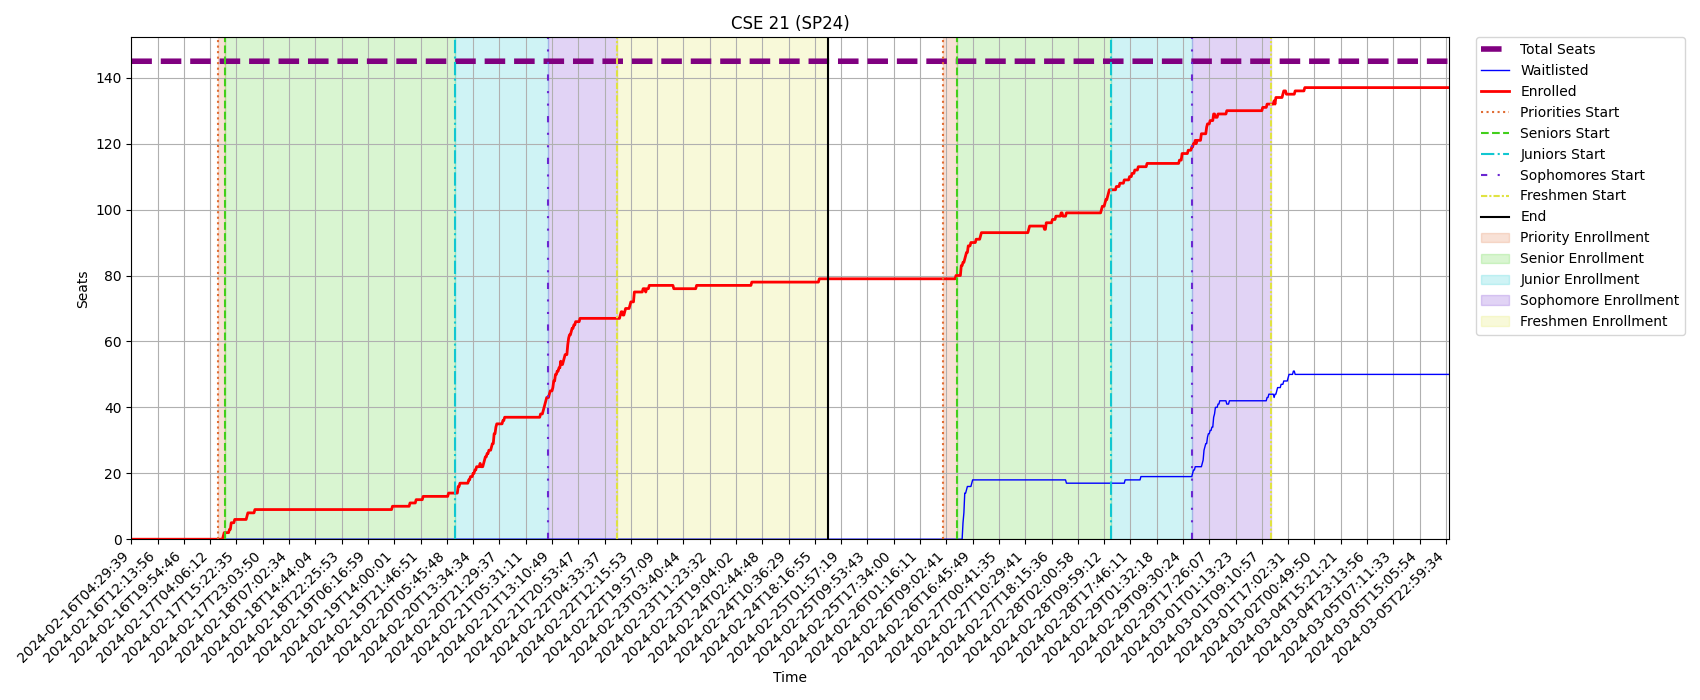 CSE 21 (SP24)
Seats
140
120
100
80
60
40
20
0
2024-02-16T04:29:39
2024-02-16T12:13:56
2024-02-16T19:54:46
2024-02-17T04:06:12
2024-02-17T15:22:35
2024-02-17T23:03:50
2024-02-18T07:02:34
2024-02-18T14:44:04
2024-02-18T22:25:53
2024-02-19T06:16:59
2024-02-19T14:00:01
2024-02-19T21:46:51
2024-02-20T05:45:48
2024-02-20T13:34:34
2024-02-20T21:29:37
2024-02-21T05:31:11
2024-02-21T13:10:49
2024-02-21T20:53:47
2024-02-22T04:33:37
2024-02-22T12:15:53
2024-02-22T19:57:09
2024-02-23T03:40:44
2024-02-23T11:23:32
2024-02-23T19:04:02
2024-02-24T02:44:48
2024-02-24T10:36:29
2024-02-24T18:16:55
2024-02-25T01:57:19
2024-02-25T09:53:43
2024-02-25T17:34:00
2024-02-26T01:16:11
2024-02-26T09:02:41
2024-02-26T16:45:49
2024-02-27T00:41:35
2024-02-27T10:29:41
2024-02-27T18:15:36
2024-02-28T02:00:58
2024-02-28T09:59:12
2024-02-28T17:46:11
2024-02-29T01:32:18
2024-02-29T09:30:24
2024-02-29T17:26:07
2024-03-01T01:13:23
2024-03-01T09:10:57
2024-03-01T17:02:31
2024-03-02T00:49:50
2024-03-04T15:21:21
2024-03-04T23:13:56
2024-03-05T07:11:33
2024-03-05T15:05:54
2024-03-05T22:59:34
Time
Total Seats
Waitlisted
Enrolled
Priorities Start
Seniors Start
Juniors Start
Sophomores Start
Freshmen Start
End
Priority Enrollment
Senior Enrollment
Junior Enrollment
Sophomore Enrollment
Freshmen Enrollment